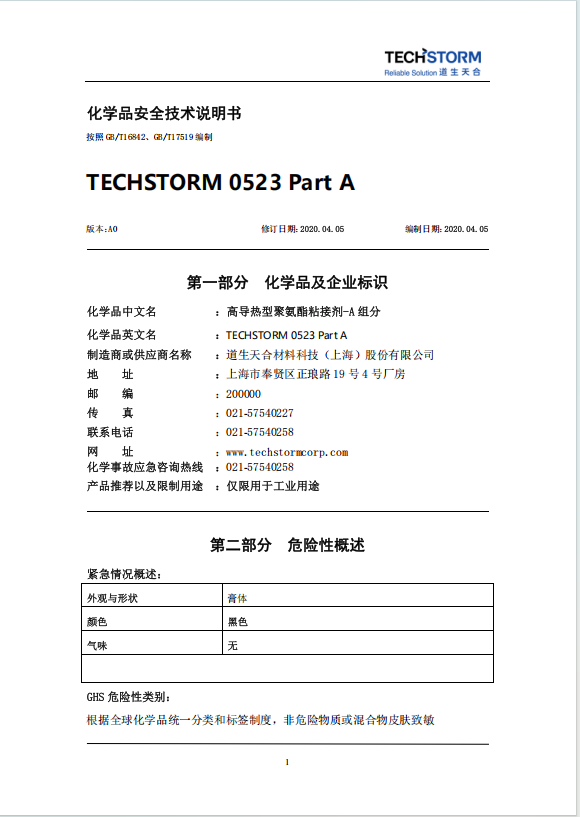 TECHSTORM
Reliable Solution 道生天合
化学品安全技术说明书
按照 GB/T16842、GB/T17519 编制
TECHSTORM 0523 Part A
版本:A0 修订日期:2020.04.05 编制日期:2020.04.05
第一部分 化学品及企业标识
化学品中文名 : 高导热型聚氨酯粘接剂-A 组分
化学品英文名 : TECHSTORM 0523 Part A
制造商或供应商名称 : 道生天合材料科技（上海）股份有限公司
地 址 : 上海市奉贤区正琅路 19 号 4 号厂房
邮 编 : 200000
传 真 : 021-57540227
联系电话 : 021-57540258
网 址 : www.techstormcorp.com
化学事故应急咨询热线 : 021-57540258
产品推荐以及限制用途 : 仅限用于工业用途
第二部分 危险性概述
紧急情况概述:
外观与形状 膏体
颜色 黑色
气味 无
GHS 危险性类别:
根据全球化学品统一分类和标签制度，非危险物质或混合物皮肤致敏
1